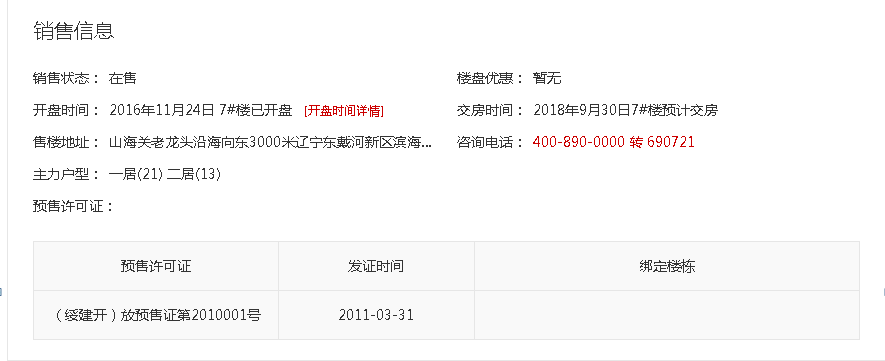 销售信息
销售状态： 在售
楼盘优惠： 暂无
开盘时间： 2016年11月24日 7#楼已开盘 [开盘时间详情]
交房时间： 2018年9月30日7#楼预计交房
售楼地址： 山海关老龙头沿海向东3000米辽宁东戴河新区滨海...
咨询电话： 400-890-0000 转 690721
主力户型： 一居(21) 二居(13)
预售许可证：
预售许可证 发证时间 绑定楼栋
（绥建开）放预售证第2010001号 2011-03-31